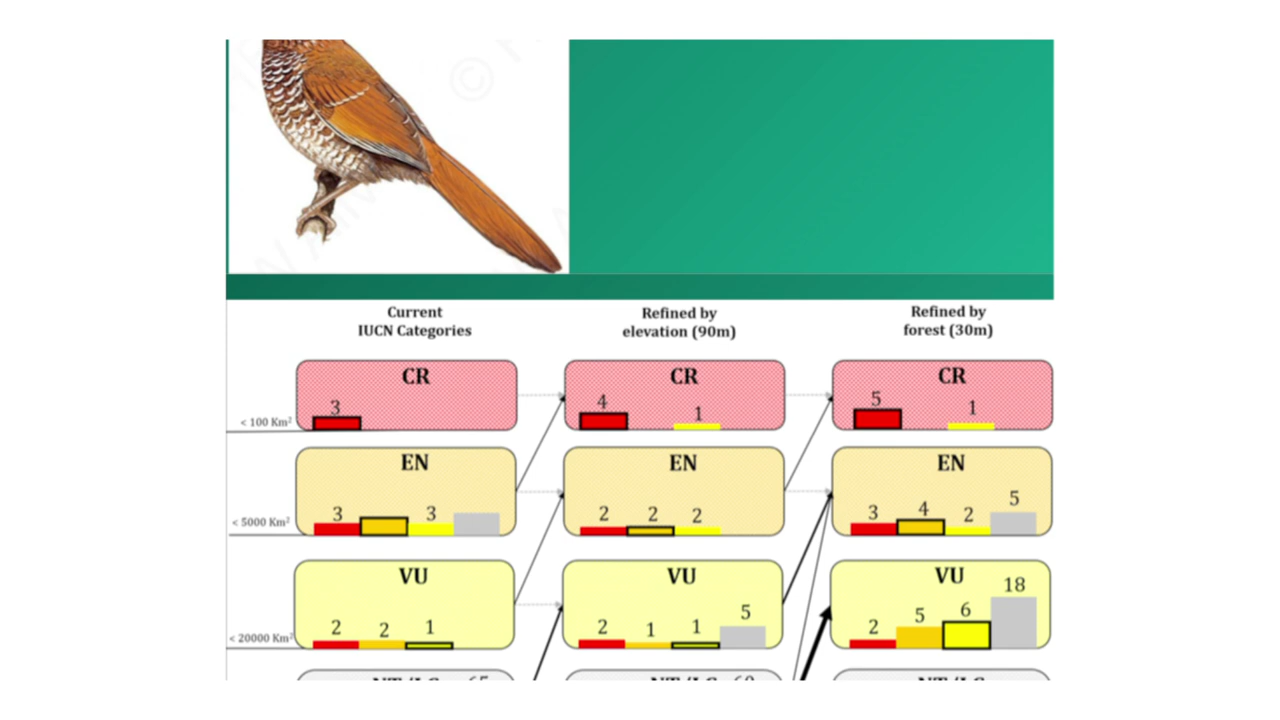 Current
IUCN Categories
Refined by
elevation (90m)
Refined by
forest (30m)
CR
3
CR
4
1
CR
5
1
< 100 Km²
EN
3
3
EN
2
2
2
EN
3
4
2
5
< 5000 Km²
VU
2
2
1
VU
2
1
1
5
VU
2
5
6
18
< 20000 Km²